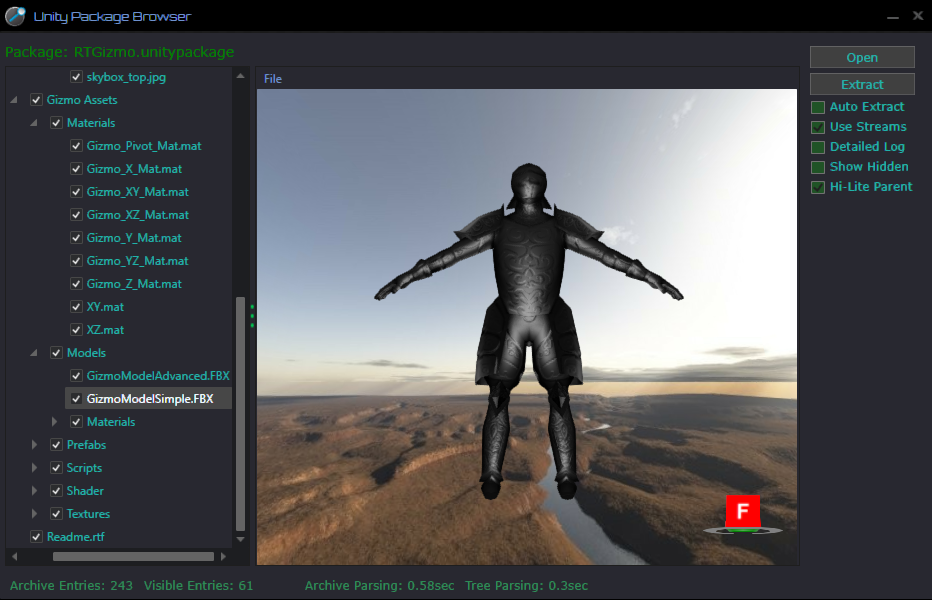 Unity Package Browser
Package: RTGizmo.unitypackage
skybox_top.jpg
Gizmo Assets
Materials
Gizmo_Pivot_Mat.mat
Gizmo_X_Mat.mat
Gizmo_XY_Mat.mat
Gizmo_XZ_Mat.mat
Gizmo_Y_Mat.mat
Gizmo_YZ_Mat.mat
Gizmo_Z_Mat.mat
XY.mat
XZ.mat
Models
GizmoModelAdvanced.FBX
GizmoModelSimple.FBX
Materials
Prefabs
Scripts
Shader
Textures
Readme.rtf
File
F
Open
Extract
Auto Extract
Use Streams
Detailed Log
Show Hidden
Hi-Lite Parent
Archive Entries: 243 Visible Entries: 61 Archive Parsing: 0.58sec Tree Parsing: 0.3sec